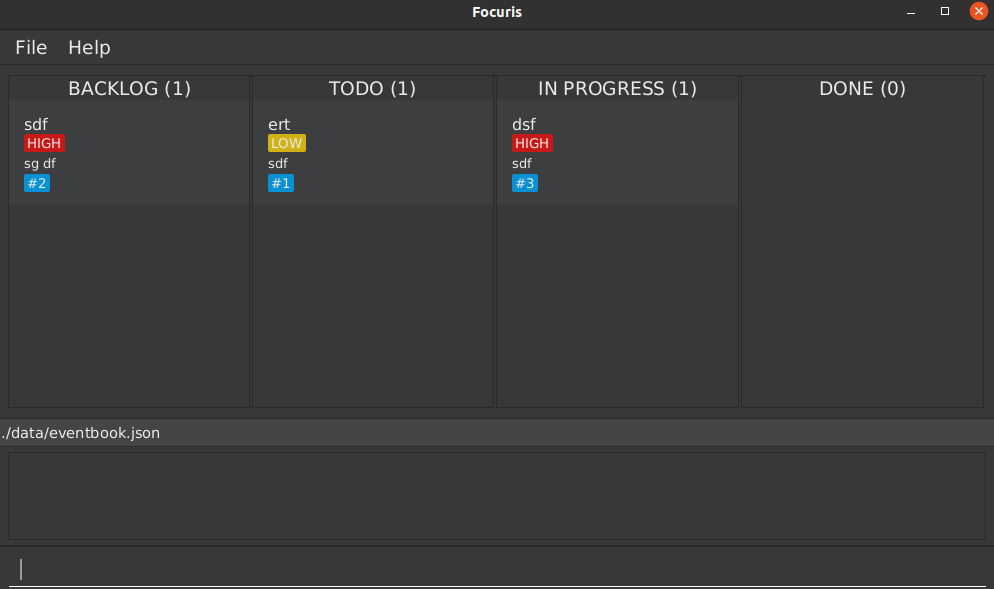 Focuris
File Help
BACKLOG (1)
sdf
HIGH
sg df
#2
TODO (1)
ert
LOW
sdf
#1
IN PROGRESS (1)
dsf
HIGH
sdf
#3
DONE (0)
./data/eventbook.json